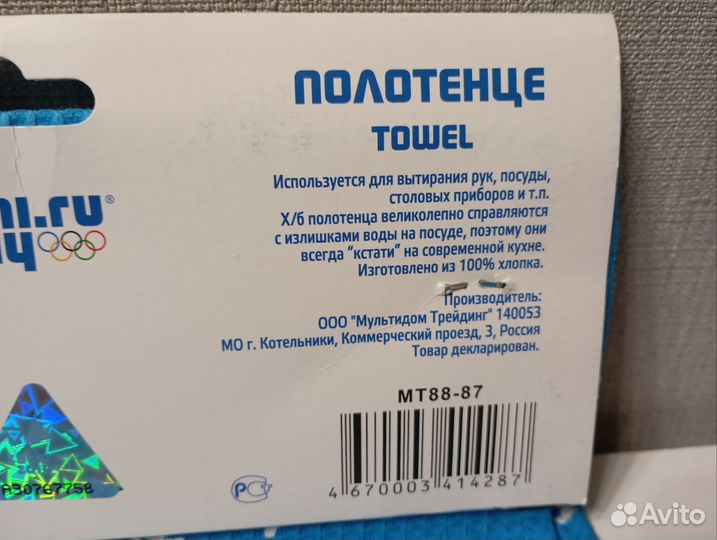 ПОЛОТЕНЦЕ
TOWEL
Используется для вытирания рук, посуды,
столовых приборов и т.п.
Х/б полотенца великолепно справляются
с излишками воды на посуде, поэтому они
всегда "кстати" на современной кухне.
Изготовлено из 100% хлопка.
Производитель:
ООО "Мультидом Трейдинг" 140053
МО г. Котельники, Коммерческий проезд, 3, Россия
Товар декларирован.
MT88-87
4 670003 414287
РСТ
.ru®
Avito